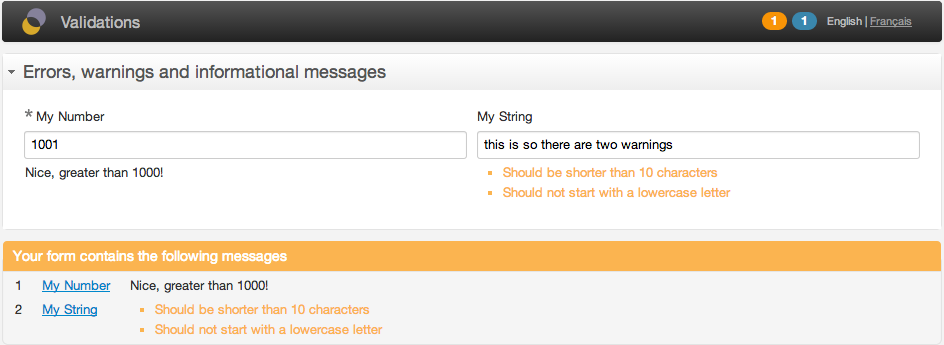 Validations
1 1 English | Français
Errors, warnings and informational messages
* My Number My String
1001 this is so there are two warnings
Nice, greater than 1000! Should be shorter than 10 characters
Should not start with a lowercase letter
Your form contains the following messages
1 My Number Nice, greater than 1000!
2 My String Should be shorter than 10 characters
Should not start with a lowercase letter